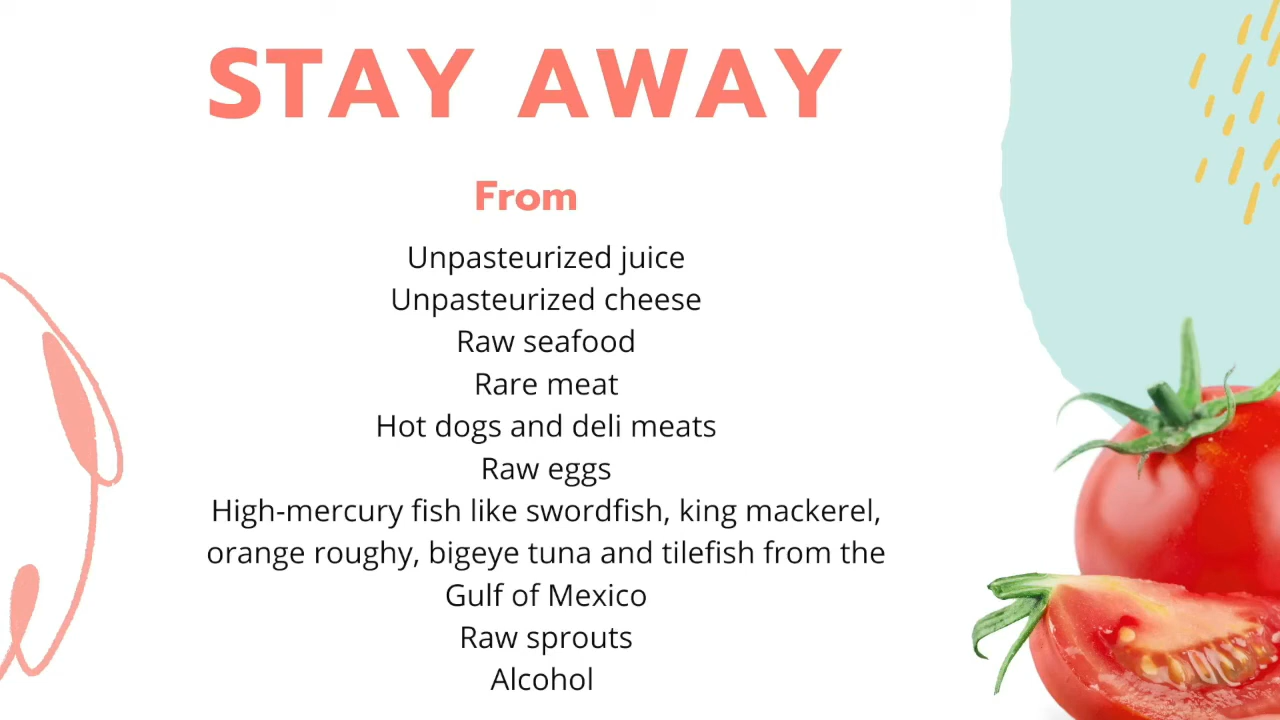 STAY AWAY
From
Unpasteurized juice
Unpasteurized cheese
Raw seafood
Rare meat
Hot dogs and deli meats
Raw eggs
High-mercury fish like swordfish, king mackerel,
orange roughy, bigeye tuna and tilefish from the
Gulf of Mexico
Raw sprouts
Alcohol